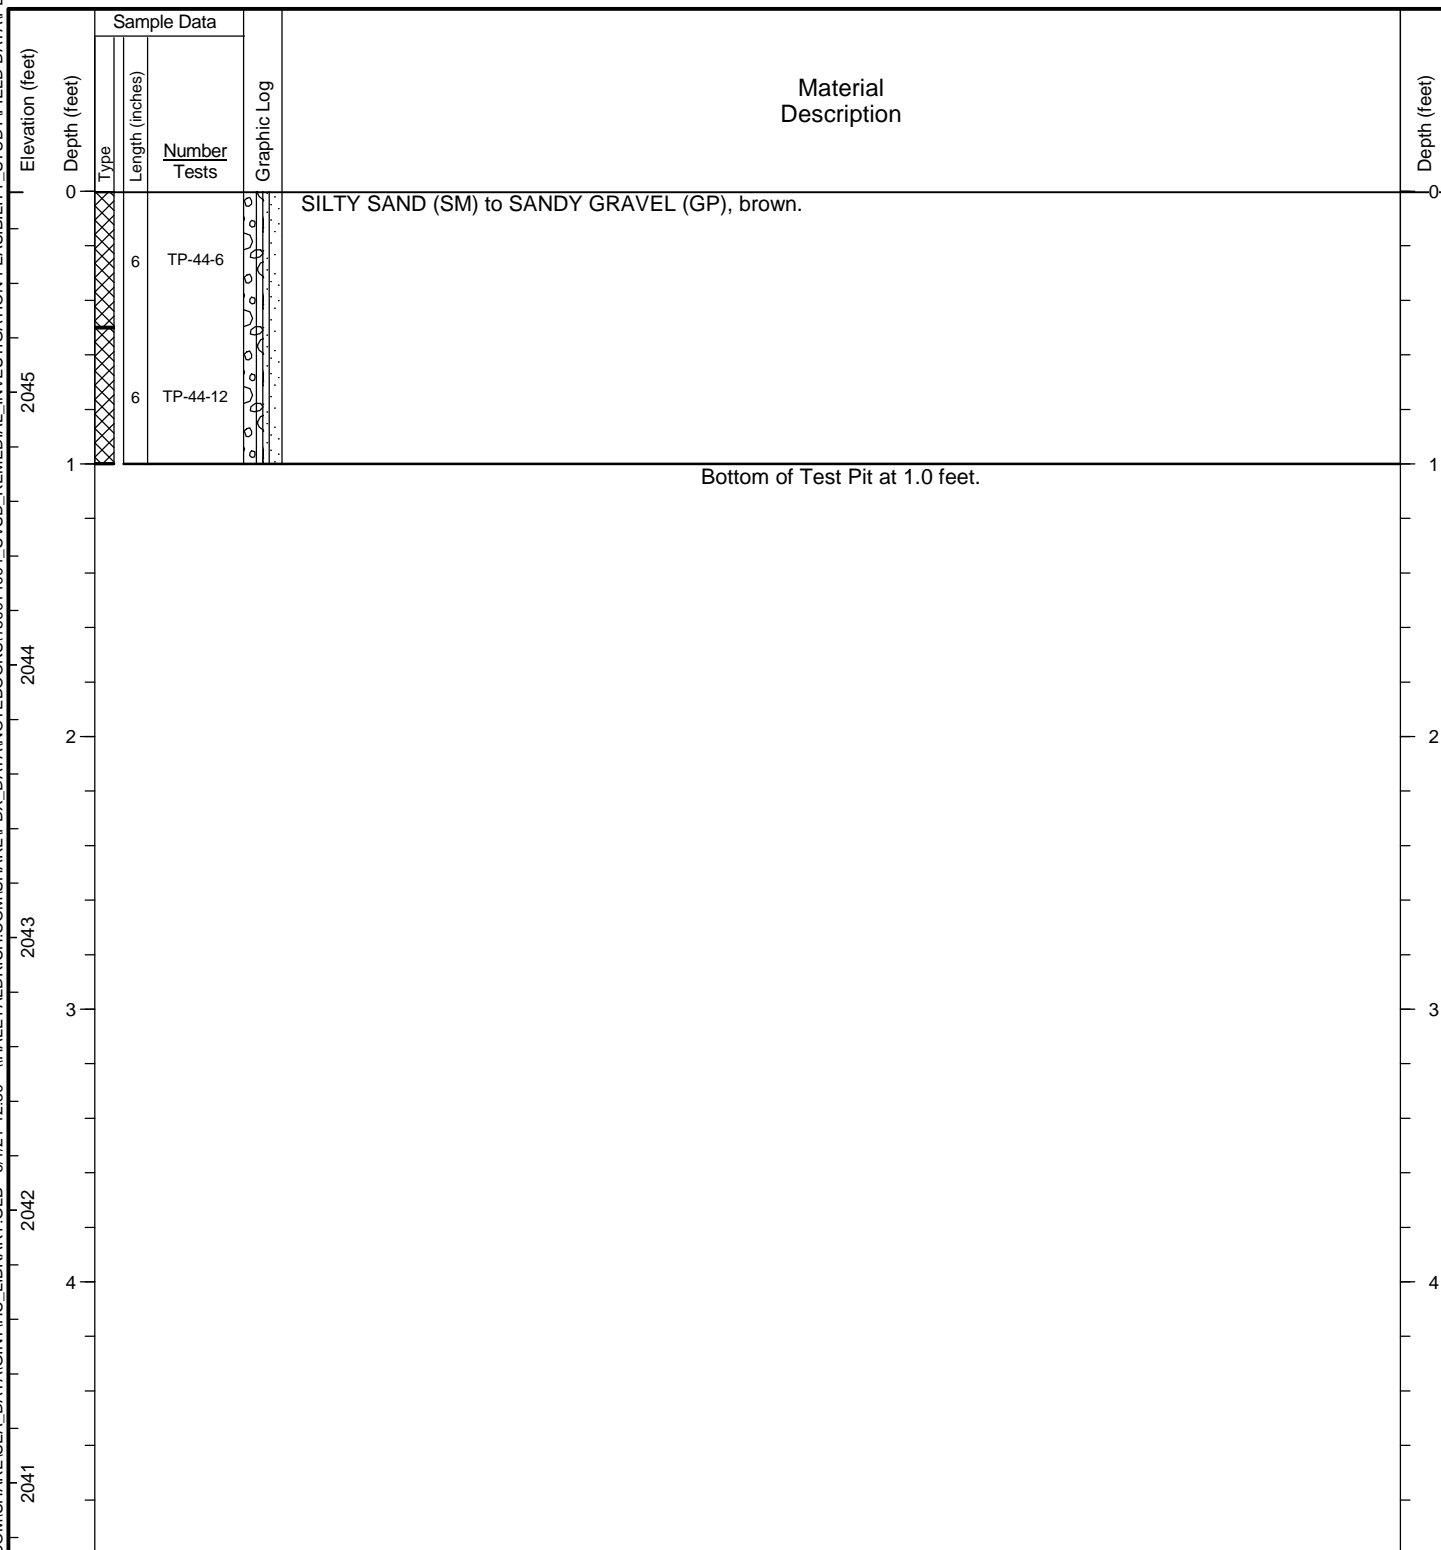 Sample Data
Elevation (feet)
Depth (feet)
Type
Length (inches)
Number
Tests
Graphic Log
Material
Description
Depth (feet)
0
SILTY SAND (SM) to SANDY GRAVEL (GP), brown.
0
6 TP-44-6
2045
6 TP-44-12
1
1
Bottom of Test Pit at 1.0 feet.
2044
2
2
2043
3
3
2042
4
4
2041